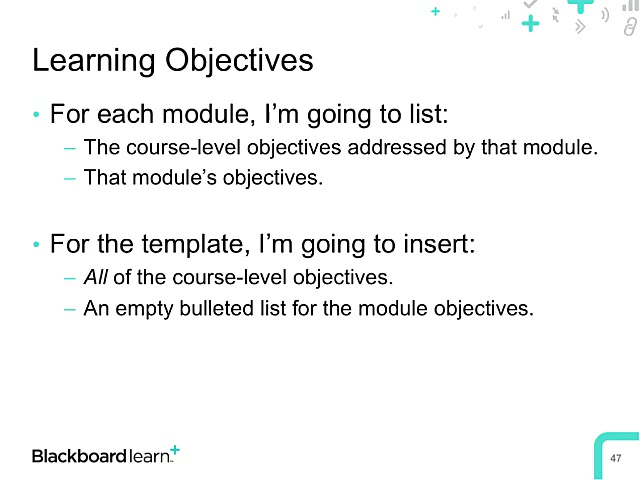 Learning Objectives
• For each module, I'm going to list:
– The course-level objectives addressed by that module.
– That module's objectives.
• For the template, I'm going to insert:
– All of the course-level objectives.
– An empty bulleted list for the module objectives.
Blackboard learn+
47